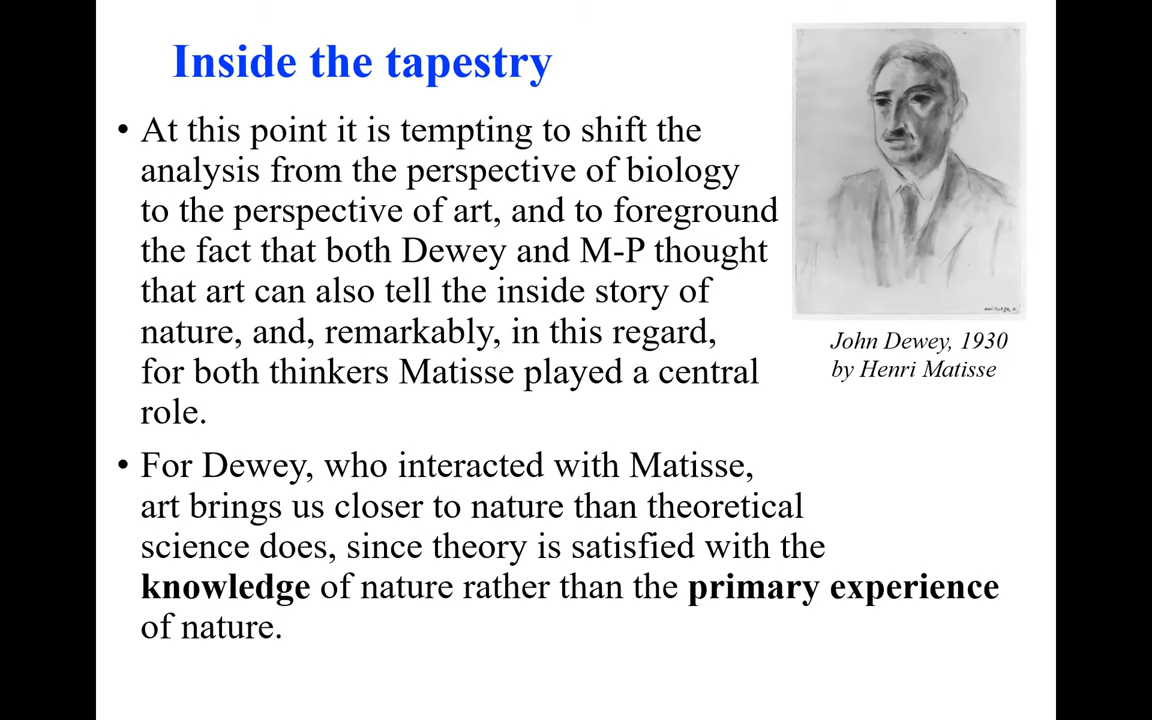 Inside the tapestry
• At this point it is tempting to shift the
analysis from the perspective of biology
to the perspective of art, and to foreground
the fact that both Dewey and M-P thought
that art can also tell the inside story of
nature, and, remarkably, in this regard,
for both thinkers Matisse played a central
role.
• For Dewey, who interacted with Matisse,
art brings us closer to nature than theoretical
science does, since theory is satisfied with the
knowledge of nature rather than the primary experience
of nature.
John Dewey, 1930
by Henri Matisse